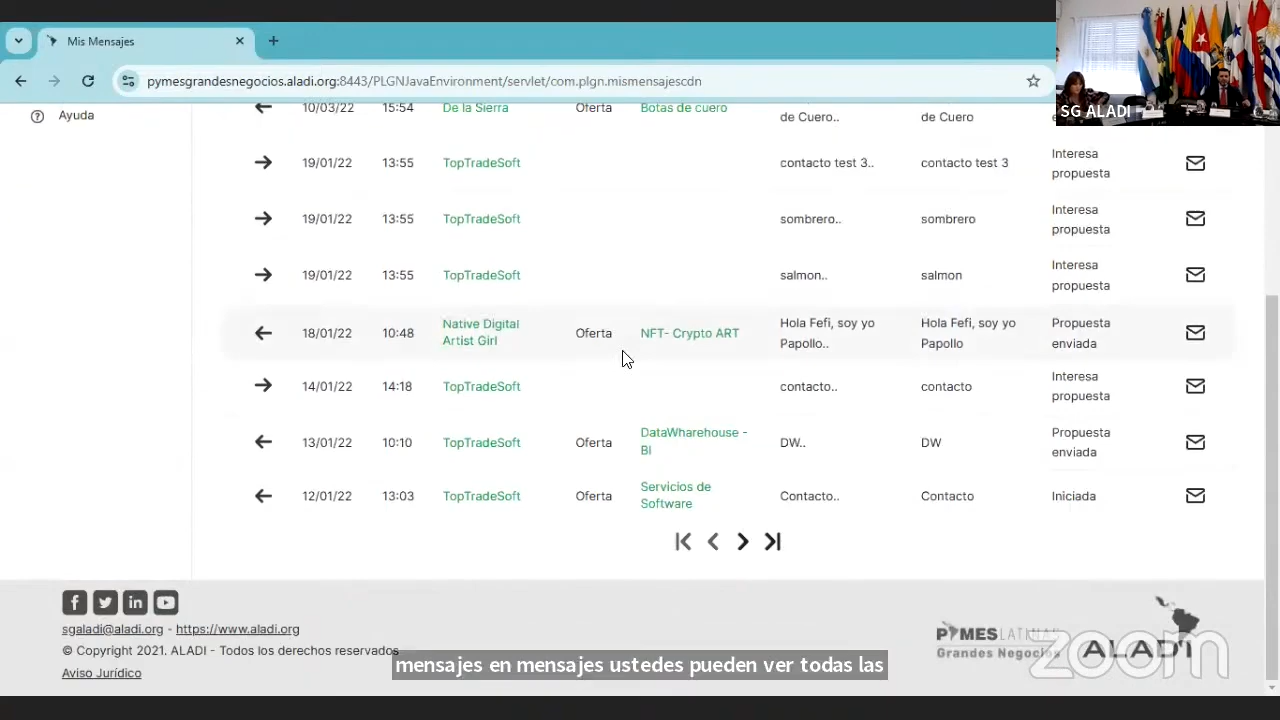 Mis Mensajes
pymesgrandesnegocios.aladi.org:8443/PLGNJavaEnvironment/servlet/com.plgn.mismensajescdn
SG ALADI
Ayuda
10/03/22 15:54 De la Sierra Oferta Botas de cuero de Cuero.. de Cuero
19/01/22 13:55 TopTradeSoft contacto test 3.. contacto test 3 Interesa propuesta
19/01/22 13:55 TopTradeSoft sombrero.. sombrero Interesa propuesta
19/01/22 13:55 TopTradeSoft salmon.. salmon Interesa propuesta
18/01/22 10:48 Native Digital Artist Girl Oferta NFT- Crypto ART Hola Fefi, soy yo Papollo.. Hola Fefi, soy yo Papollo Propuesta enviada
14/01/22 14:18 TopTradeSoft contacto.. contacto Interesa propuesta
13/01/22 10:10 TopTradeSoft Oferta DataWharehouse - BI DW.. DW Propuesta enviada
12/01/22 13:03 TopTradeSoft Oferta Servicios de Software Contacto.. Contacto Iniciada
sgaladi@aladi.org - https://www.aladi.org
© Copyright 2021. ALADI - Todos los derechos reservados
Aviso Jurídico
PYMESLATINAS
Grandes Negocios
ALADI
zoom
mensajes en mensajes ustedes pueden ver todas las